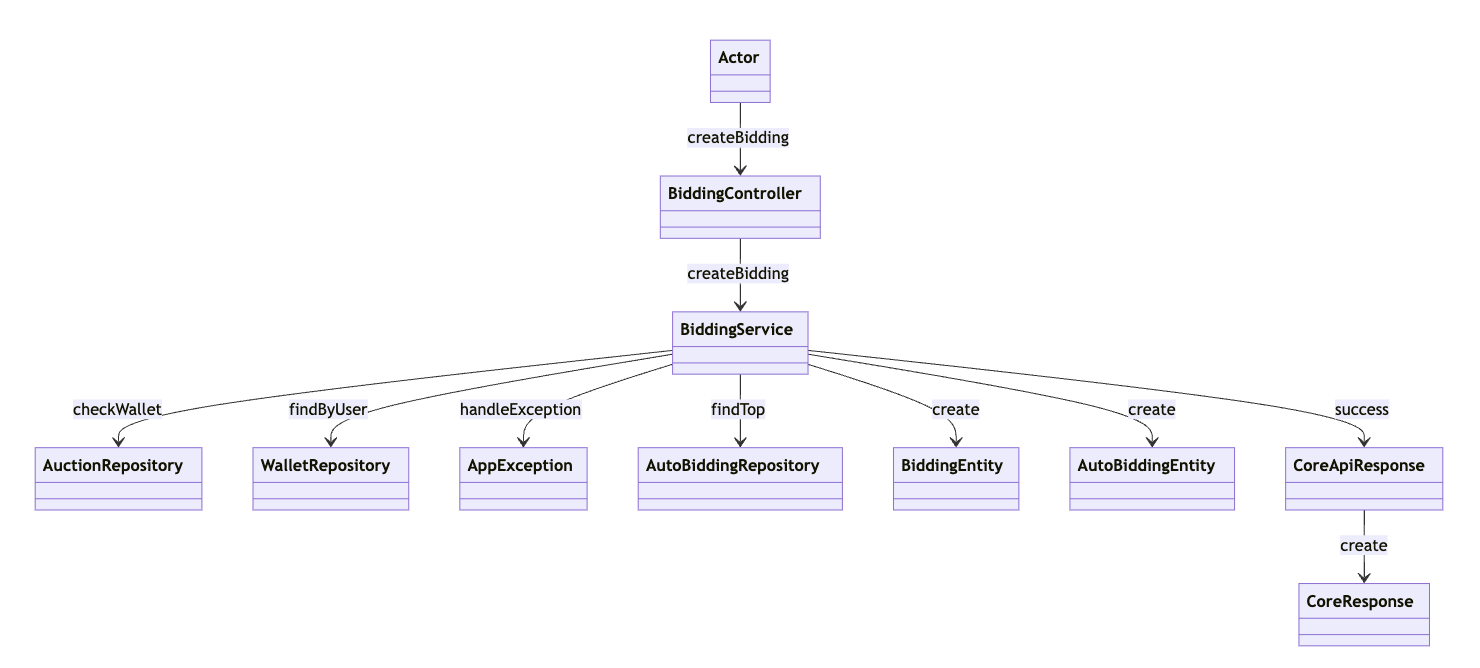 Actor
createBidding
BiddingController
createBidding
BiddingService
checkWallet
findByUser
handleException
findTop
create
create
success
AuctionRepository
WalletRepository
AppException
AutoBiddingRepository
BiddingEntity
AutoBiddingEntity
CoreApiResponse
create
CoreResponse